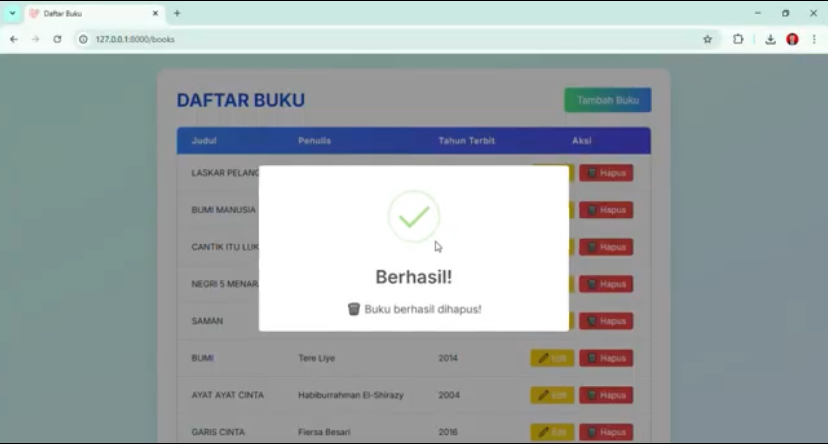 Daftar Buku
127.0.0.1:8000/books
DAFTAR BUKU
Tambah Buku
Judul Penulis Tahun Terbit Aksi
LASKAR PELANG Hapus
BUMI MANUSIA Hapus
CANTIK ITU LUK Hapus
NEGRI 5 MENAR Hapus
SAMAN Hapus
Berhasil!
Buku berhasil dihapus!
BUMI Tere Liye 2014 Edit Hapus
AYAT AYAT CINTA Habiburrahman El-Shirazy 2004 Edit Hapus
GARIS CINTA Fiersa Besari 2016 Edit Hapus